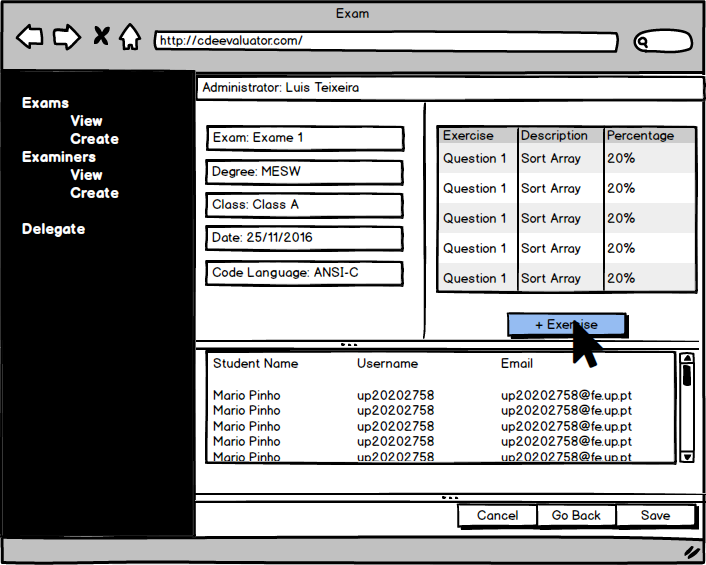 Exam
http://cdeevaluator.com/
Administrator: Luis Teixeira
Exams
View
Create
Examiners
View
Create
Delegate
Exam: Exame 1
Degree: MESW
Class: Class A
Date: 25/11/2016
Code Language: ANSI-C
Exercise Description Percentage
Question 1 Sort Array 20%
Question 1 Sort Array 20%
Question 1 Sort Array 20%
Question 1 Sort Array 20%
Question 1 Sort Array 20%
+ Exercise
Student Name Username Email
Mario Pinho up20202758 up20202758@fe.up.pt
Mario Pinho up20202758 up20202758@fe.up.pt
Mario Pinho up20202758 up20202758@fe.up.pt
Mario Pinho up20202758 up20202758@fe.up.pt
Mario Pinho up20202758 up20202758@fe.up.pt
Cancel Go Back Save